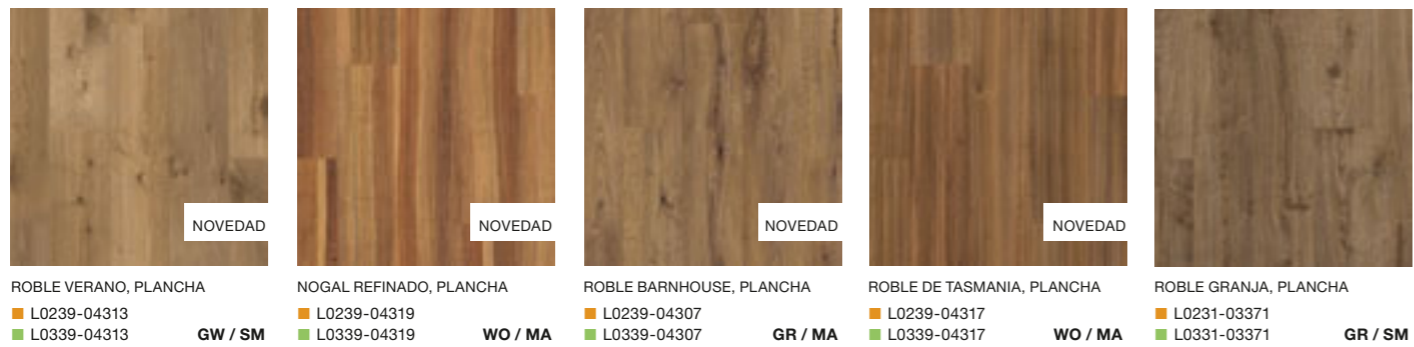 NOVEDAD
ROBLE VERANO, PLANCHA
L0239-04313
L0339-04313 GW / SM
NOVEDAD
NOGAL REFINADO, PLANCHA
L0239-04319
L0339-04319 WO / MA
NOVEDAD
ROBLE BARNHOUSE, PLANCHA
L0239-04307
L0339-04307 GR / MA
NOVEDAD
ROBLE DE TASMANIA, PLANCHA
L0239-04317
L0339-04317 WO / MA
ROBLE GRANJA, PLANCHA
L0231-03371
L0331-03371 GR / SM